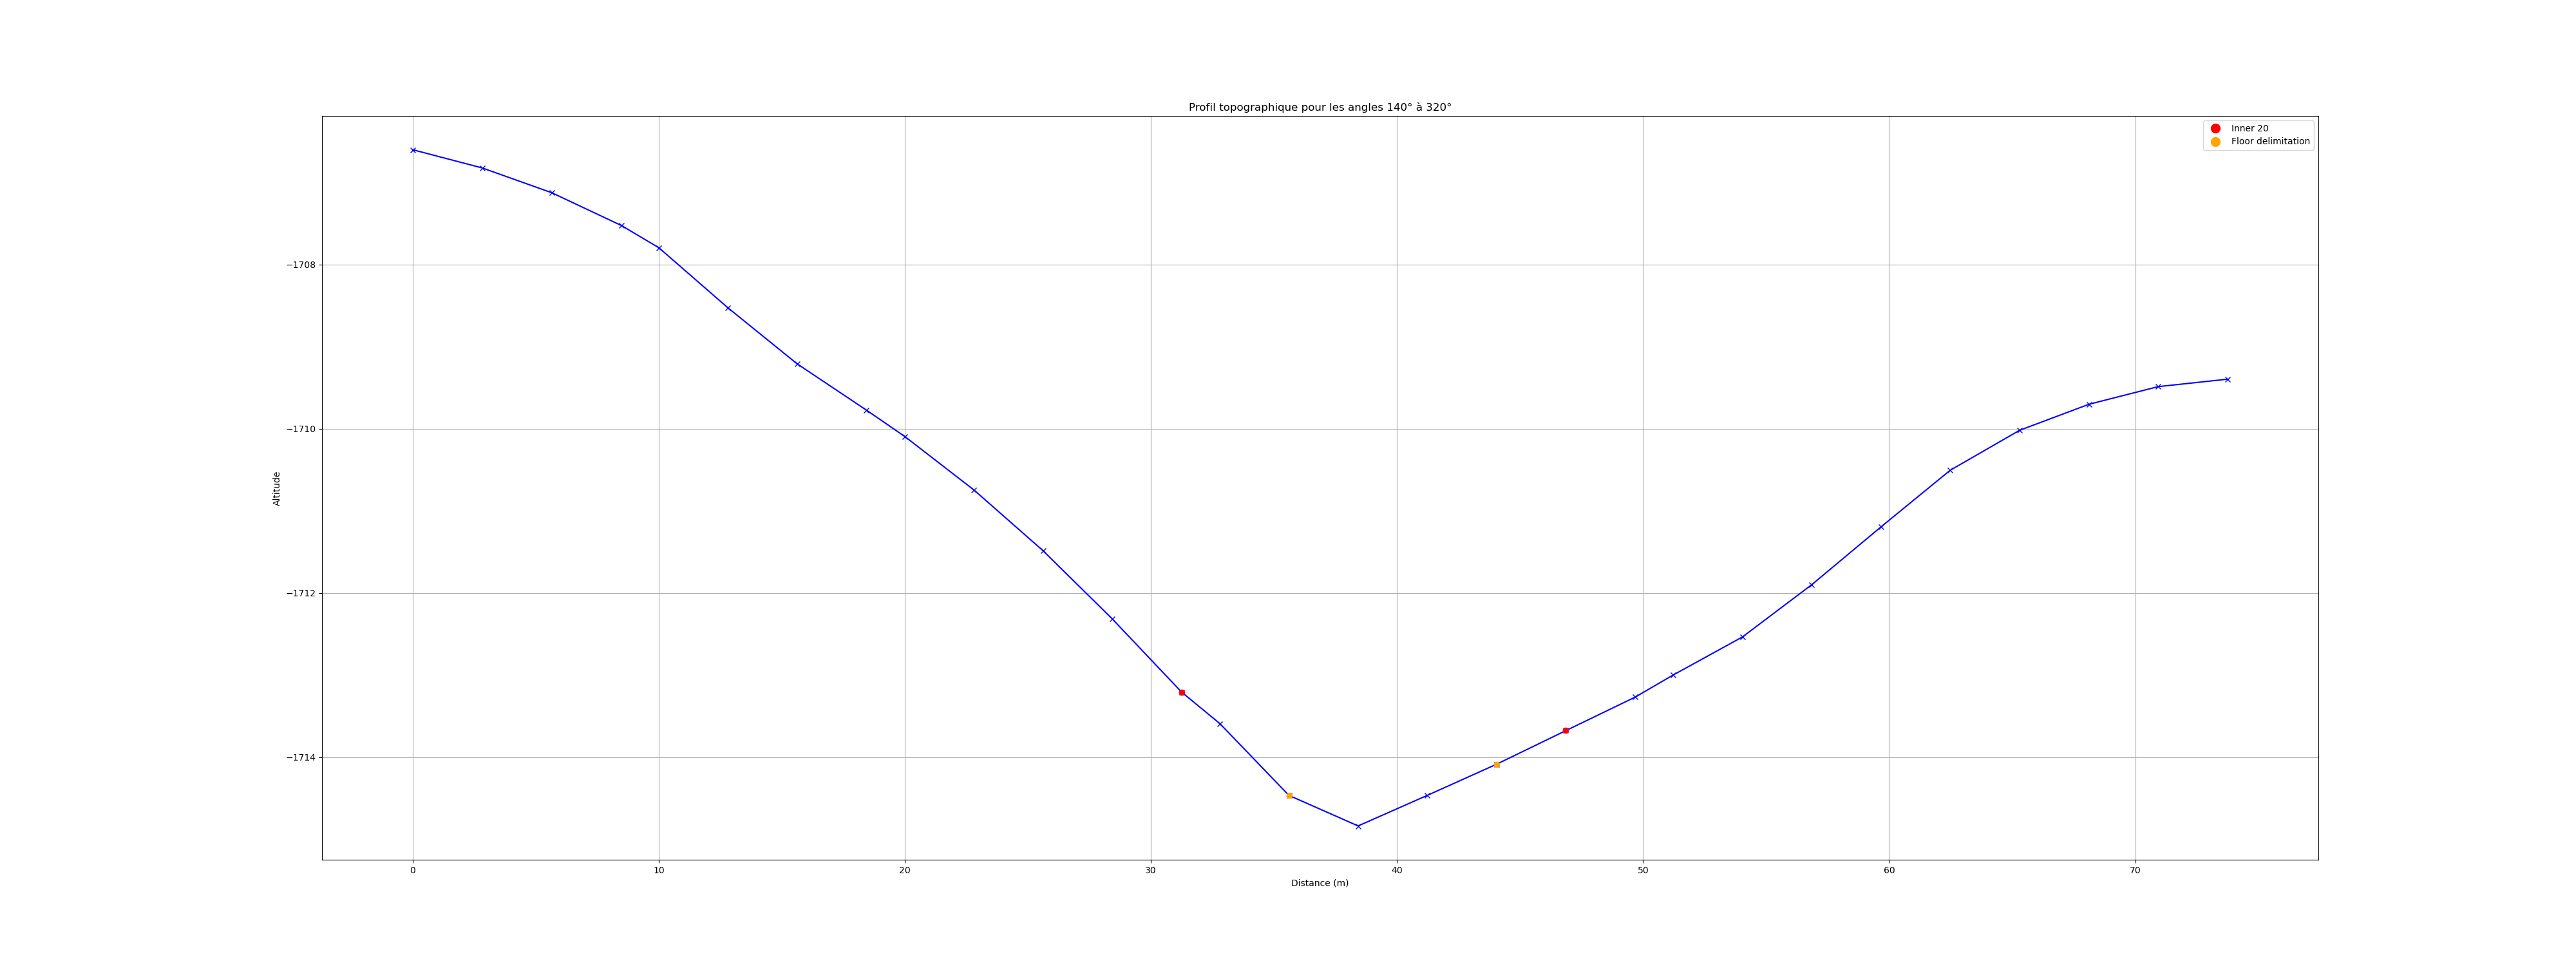 Profil topographique pour les angles 140° à 320°
Inner 20
Floor delimitation
−1708
−1710
−1712
−1714
Altitude
0 10 20 30 40 50 60 70
Distance (m)